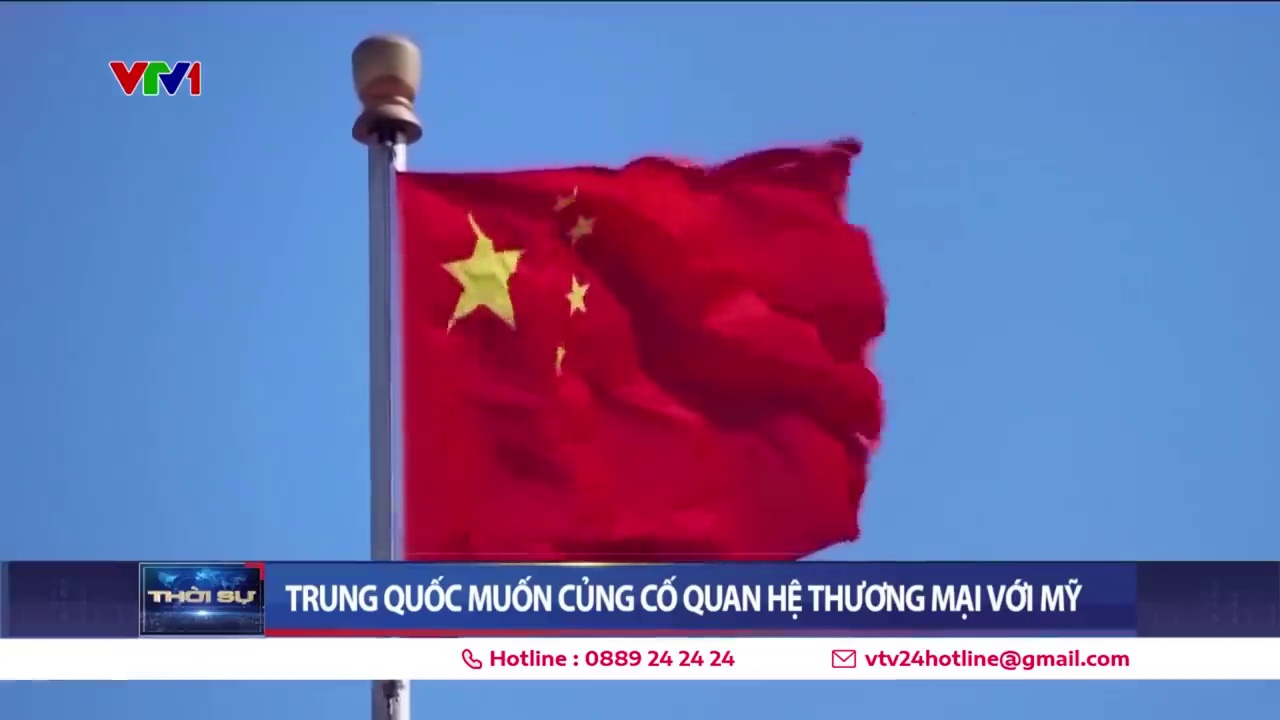 VTV1
THỜI SỰ
TRUNG QUỐC MUỐN CỦNG CỐ QUAN HỆ THƯƠNG MẠI VỚI MỸ
Hotline : 0889 24 24 24
vtv24hotline@gmail.com